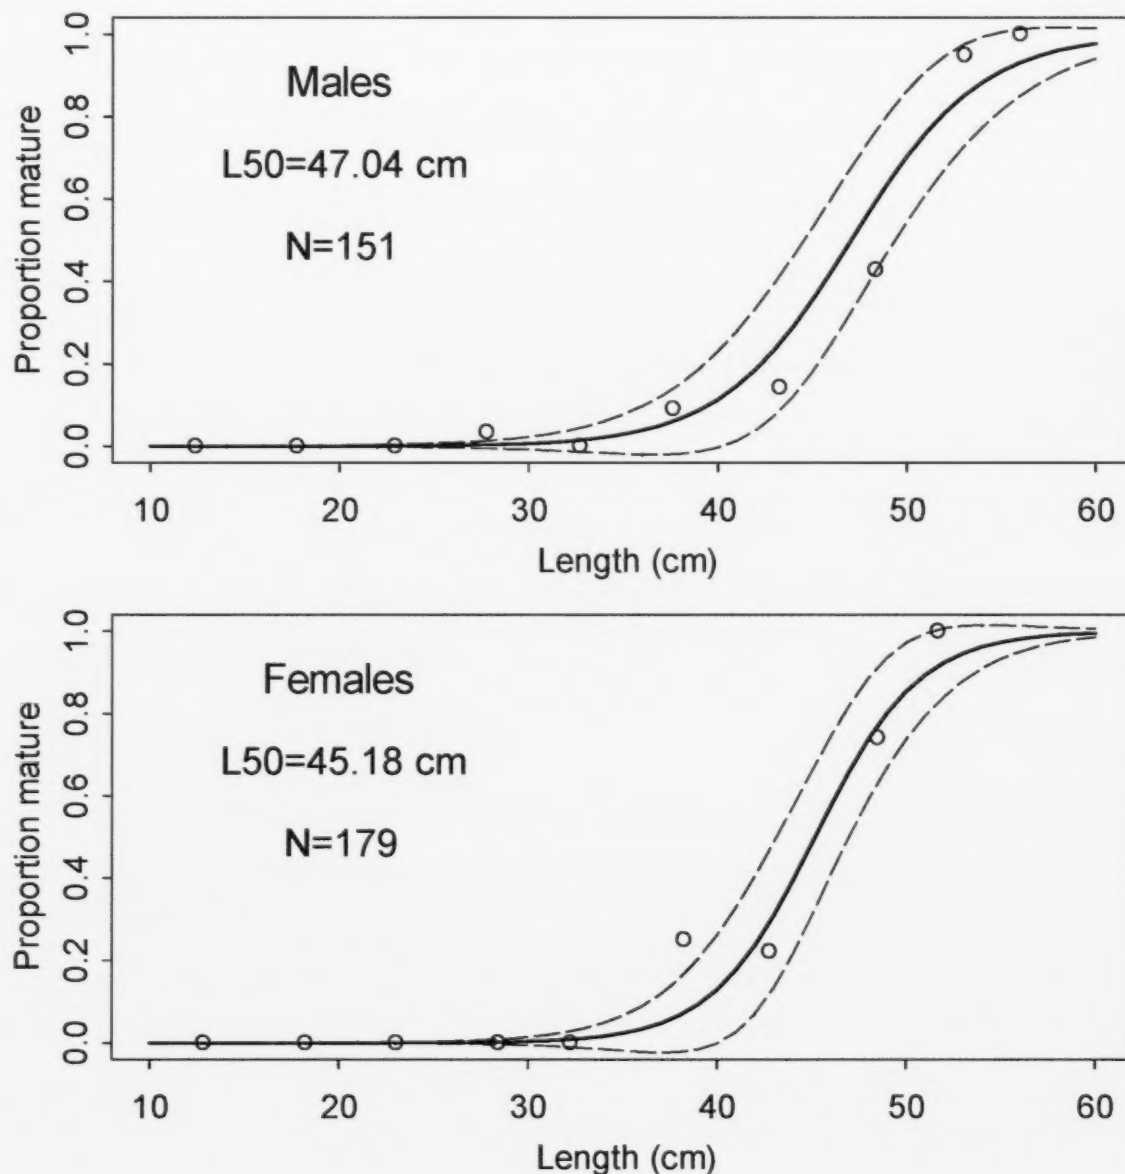 Proportion mature
0.0 0.2 0.4 0.6 0.8 1.0
Males
L50=47.04 cm
N=151
10 20 30 40 50 60
Length (cm)
Proportion mature
0.0 0.2 0.4 0.6 0.8 1.0
Females
L50=45.18 cm
N=179
10 20 30 40 50 60
Length (cm)